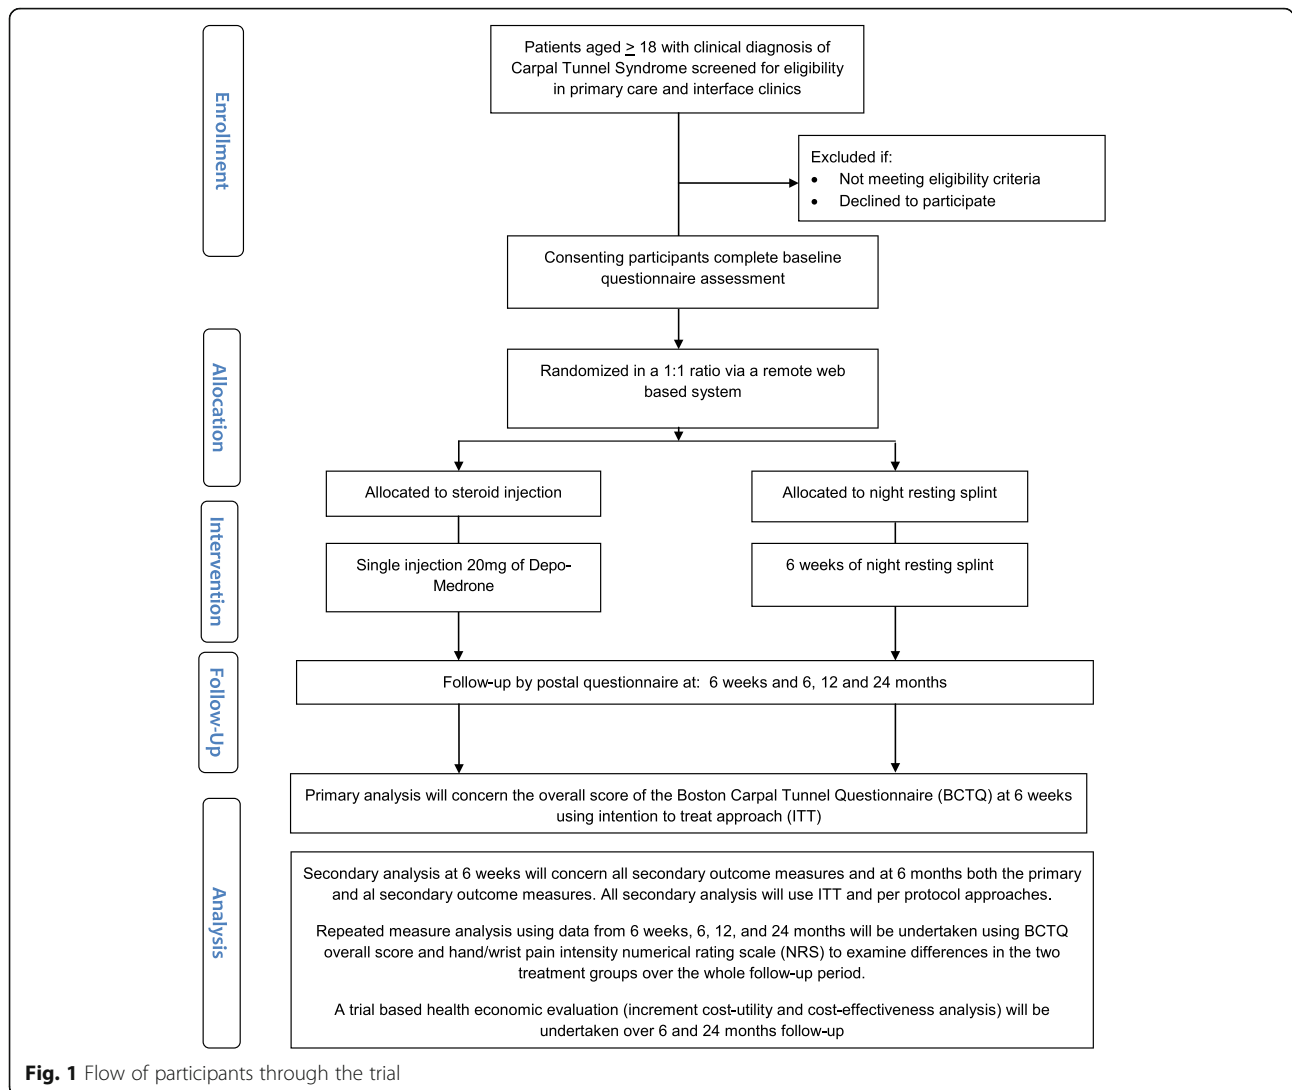 Enrollment
Patients aged > 18 with clinical diagnosis of
Carpal Tunnel Syndrome screened for eligibility
in primary care and interface clinics
Excluded if:
• Not meeting eligibility criteria
• Declined to participate
Consenting participants complete baseline
questionnaire assessment
Allocation
Randomized in a 1:1 ratio via a remote web
based system
Allocated to steroid injection
Allocated to night resting splint
Intervention
Single injection 20mg of Depo-
Medrone
6 weeks of night resting splint
Follow-Up
Follow-up by postal questionnaire at: 6 weeks and 6, 12 and 24 months
Analysis
Primary analysis will concern the overall score of the Boston Carpal Tunnel Questionnaire (BCTQ) at 6 weeks
using intention to treat approach (ITT)
Secondary analysis at 6 weeks will concern all secondary outcome measures and at 6 months both the primary
and al secondary outcome measures. All secondary analysis will use ITT and per protocol approaches.
Repeated measure analysis using data from 6 weeks, 6, 12, and 24 months will be undertaken using BCTQ
overall score and hand/wrist pain intensity numerical rating scale (NRS) to examine differences in the two
treatment groups over the whole follow-up period.
A trial based health economic evaluation (increment cost-utility and cost-effectiveness analysis) will be
undertaken over 6 and 24 months follow-up
Fig. 1 Flow of participants through the trial